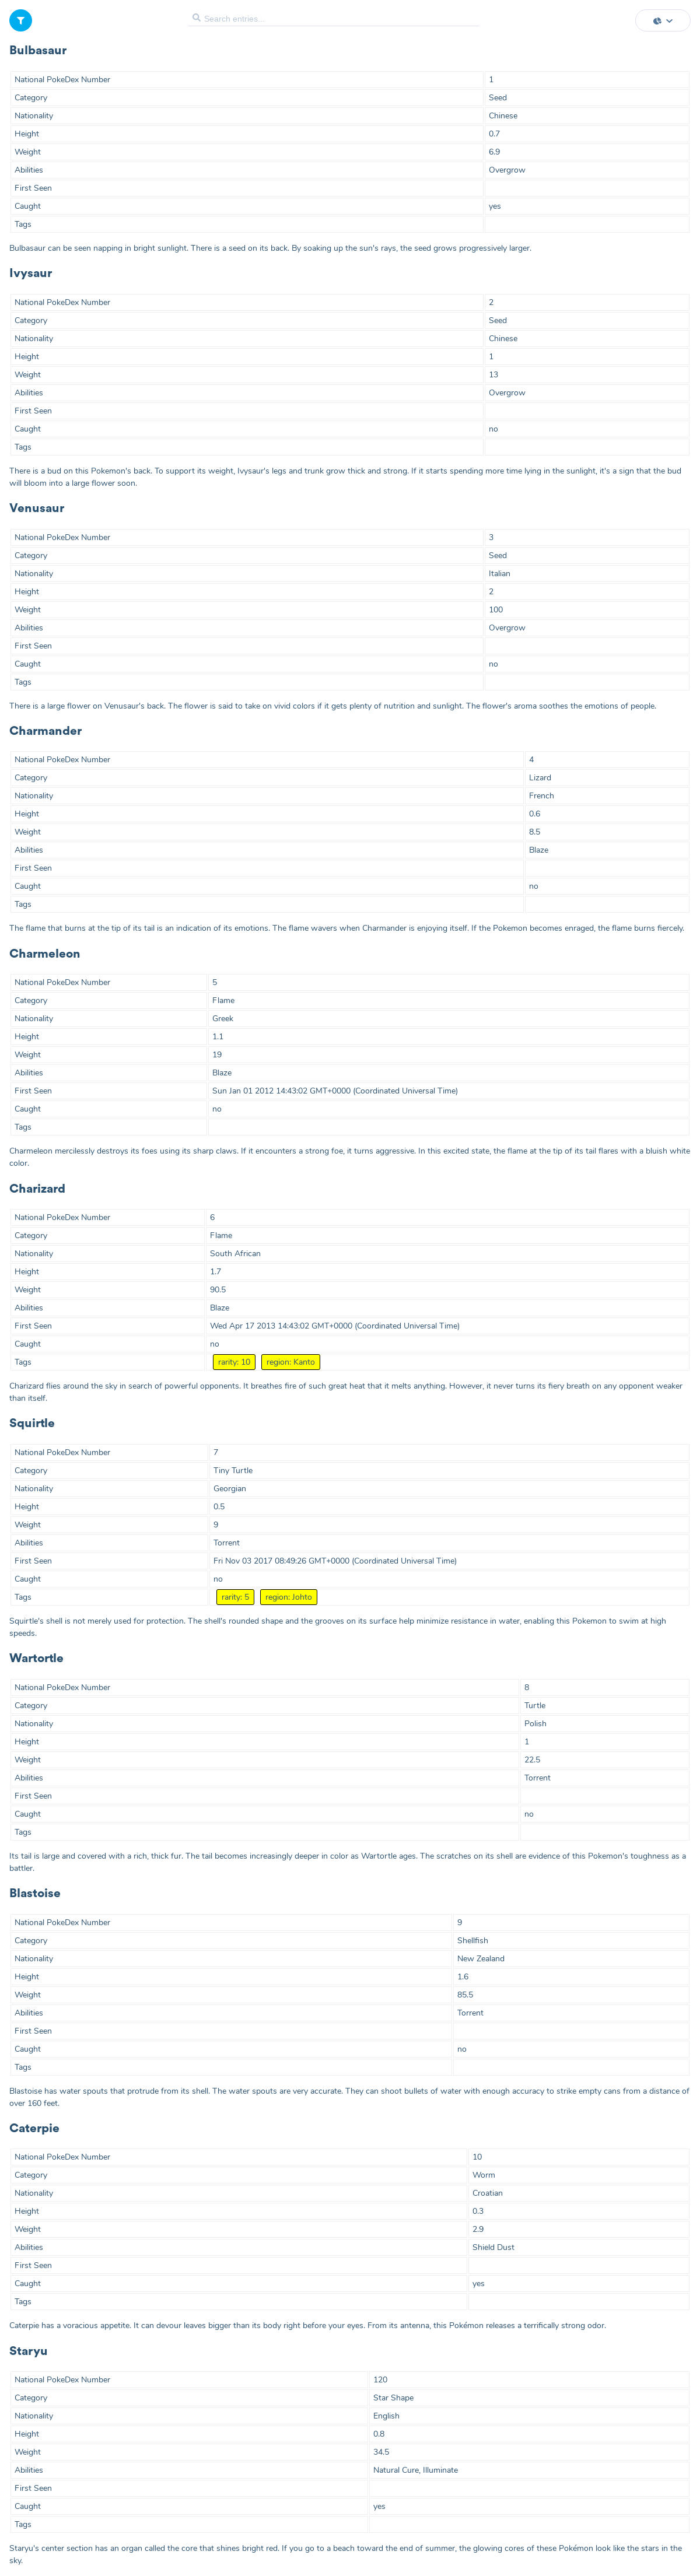 Search entries...
Bulbasaur
National PokeDex Number 1
Category Seed
Nationality Chinese
Height 0.7
Weight 6.9
Abilities Overgrow
First Seen
Caught yes
Tags
Bulbasaur can be seen napping in bright sunlight. There is a seed on its back. By soaking up the sun's rays, the seed grows progressively larger.
Ivysaur
National PokeDex Number 2
Category Seed
Nationality Chinese
Height 1
Weight 13
Abilities Overgrow
First Seen
Caught no
Tags
There is a bud on this Pokemon's back. To support its weight, Ivysaur's legs and trunk grow thick and strong. If it starts spending more time lying in the sunlight, it's a sign that the bud
will bloom into a large flower soon.
Venusaur
National PokeDex Number 3
Category Seed
Nationality Italian
Height 2
Weight 100
Abilities Overgrow
First Seen
Caught no
Tags
There is a large flower on Venusaur's back. The flower is said to take on vivid colors if it gets plenty of nutrition and sunlight. The flower's aroma soothes the emotions of people.
Charmander
National PokeDex Number 4
Category Lizard
Nationality French
Height 0.6
Weight 8.5
Abilities Blaze
First Seen
Caught no
Tags
The flame that burns at the tip of its tail is an indication of its emotions. The flame wavers when Charmander is enjoying itself. If the Pokemon becomes enraged, the flame burns fiercely.
Charmeleon
National PokeDex Number 5
Category Flame
Nationality Greek
Height 1.1
Weight 19
Abilities Blaze
First Seen Sun Jan 01 2012 14:43:02 GMT+0000 (Coordinated Universal Time)
Caught no
Tags
Charmeleon mercilessly destroys its foes using its sharp claws. If it encounters a strong foe, it turns aggressive. In this excited state, the flame at the tip of its tail flares with a bluish white
color.
Charizard
National PokeDex Number 6
Category Flame
Nationality South African
Height 1.7
Weight 90.5
Abilities Blaze
First Seen Wed Apr 17 2013 14:43:02 GMT+0000 (Coordinated Universal Time)
Caught no
Tags rarity: 10 region: Kanto
Charizard flies around the sky in search of powerful opponents. It breathes fire of such great heat that it melts anything. However, it never turns its fiery breath on any opponent weaker
than itself.
Squirtle
National PokeDex Number 7
Category Tiny Turtle
Nationality Georgian
Height 0.5
Weight 9
Abilities Torrent
First Seen Fri Nov 03 2017 08:49:26 GMT+0000 (Coordinated Universal Time)
Caught no
Tags rarity: 5 region: Johto
Squirtle's shell is not merely used for protection. The shell's rounded shape and the grooves on its surface help minimize resistance in water, enabling this Pokemon to swim at high
speeds.
Wartortle
National PokeDex Number 8
Category Turtle
Nationality Polish
Height 1
Weight 22.5
Abilities Torrent
First Seen
Caught no
Tags
Its tail is large and covered with a rich, thick fur. The tail becomes increasingly deeper in color as Wartortle ages. The scratches on its shell are evidence of this Pokemon's toughness as a
battler.
Blastoise
National PokeDex Number 9
Category Shellfish
Nationality New Zealand
Height 1.6
Weight 85.5
Abilities Torrent
First Seen
Caught no
Tags
Blastoise has water spouts that protrude from its shell. The water spouts are very accurate. They can shoot bullets of water with enough accuracy to strike empty cans from a distance of
over 160 feet.
Caterpie
National PokeDex Number 10
Category Worm
Nationality Croatian
Height 0.3
Weight 2.9
Abilities Shield Dust
First Seen
Caught yes
Tags
Caterpie has a voracious appetite. It can devour leaves bigger than its body right before your eyes. From its antenna, this Pokémon releases a terrifically strong odor.
Staryu
National PokeDex Number 120
Category Star Shape
Nationality English
Height 0.8
Weight 34.5
Abilities Natural Cure, Illuminate
First Seen
Caught yes
Tags
Staryu's center section has an organ called the core that shines bright red. If you go to a beach toward the end of summer, the glowing cores of these Pokémon look like the stars in the
sky.